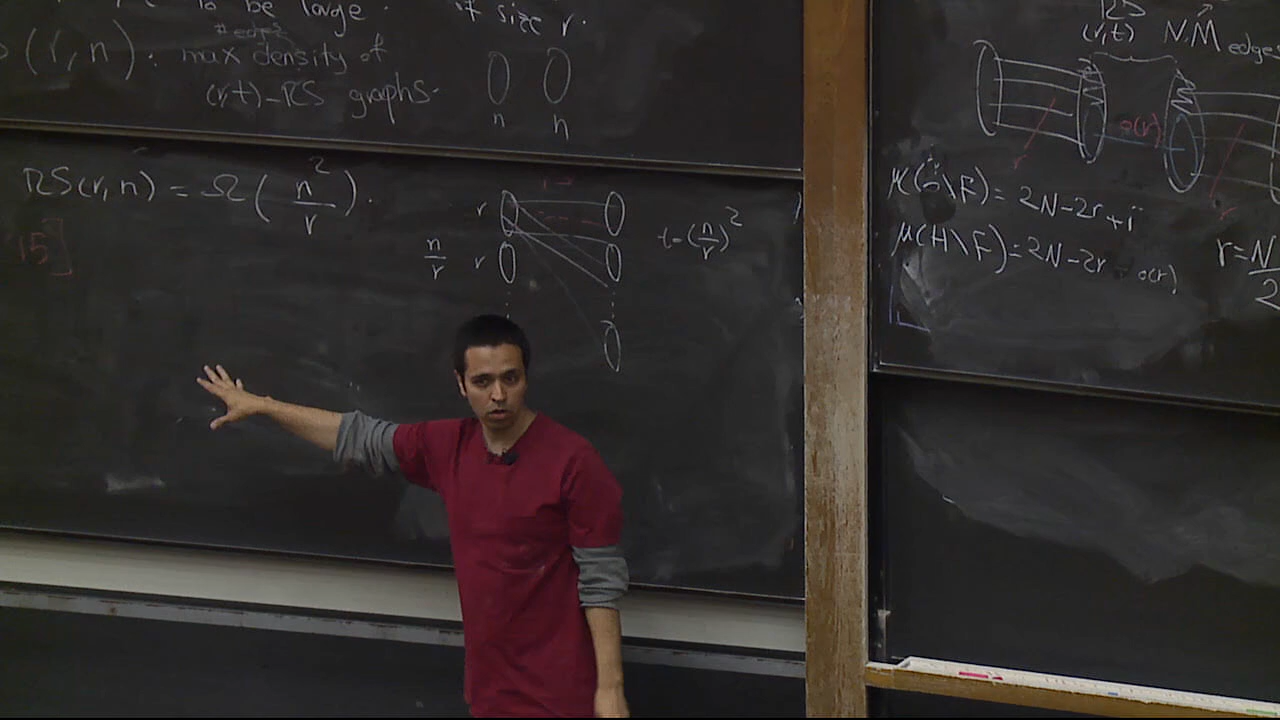 to be large. of size r.
# edges
(r, n) : max density of
(r,t)-RS graphs.
n n
RS(r, n) = Ω(n²/r).
'15]
r
n/r r
t=(n/r)²
RS
(r,t) N.M edges
o(r)
r
r
μ(G\F)=2N-2r+i
μ(H\F)=2N-2r+o(r)
r=N/2